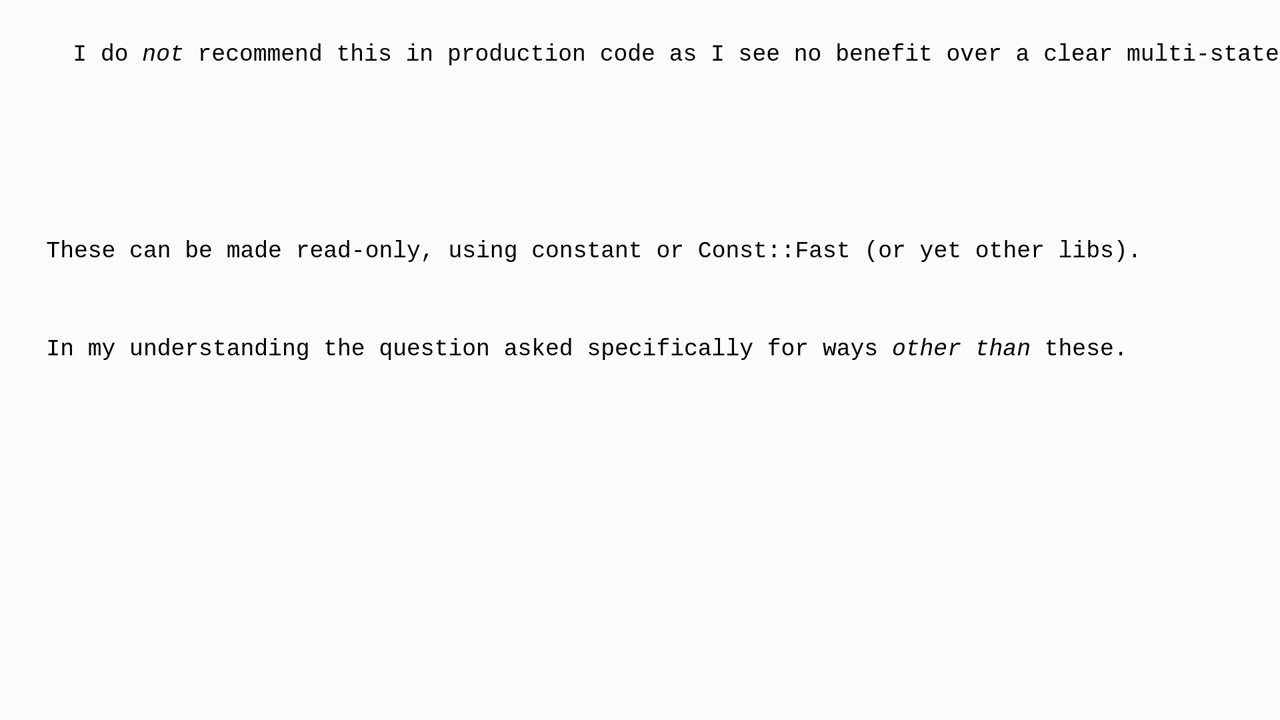 I do not recommend this in production code as I see no benefit over a clear multi-state
These can be made read-only, using constant or Const::Fast (or yet other libs).
In my understanding the question asked specifically for ways other than these.